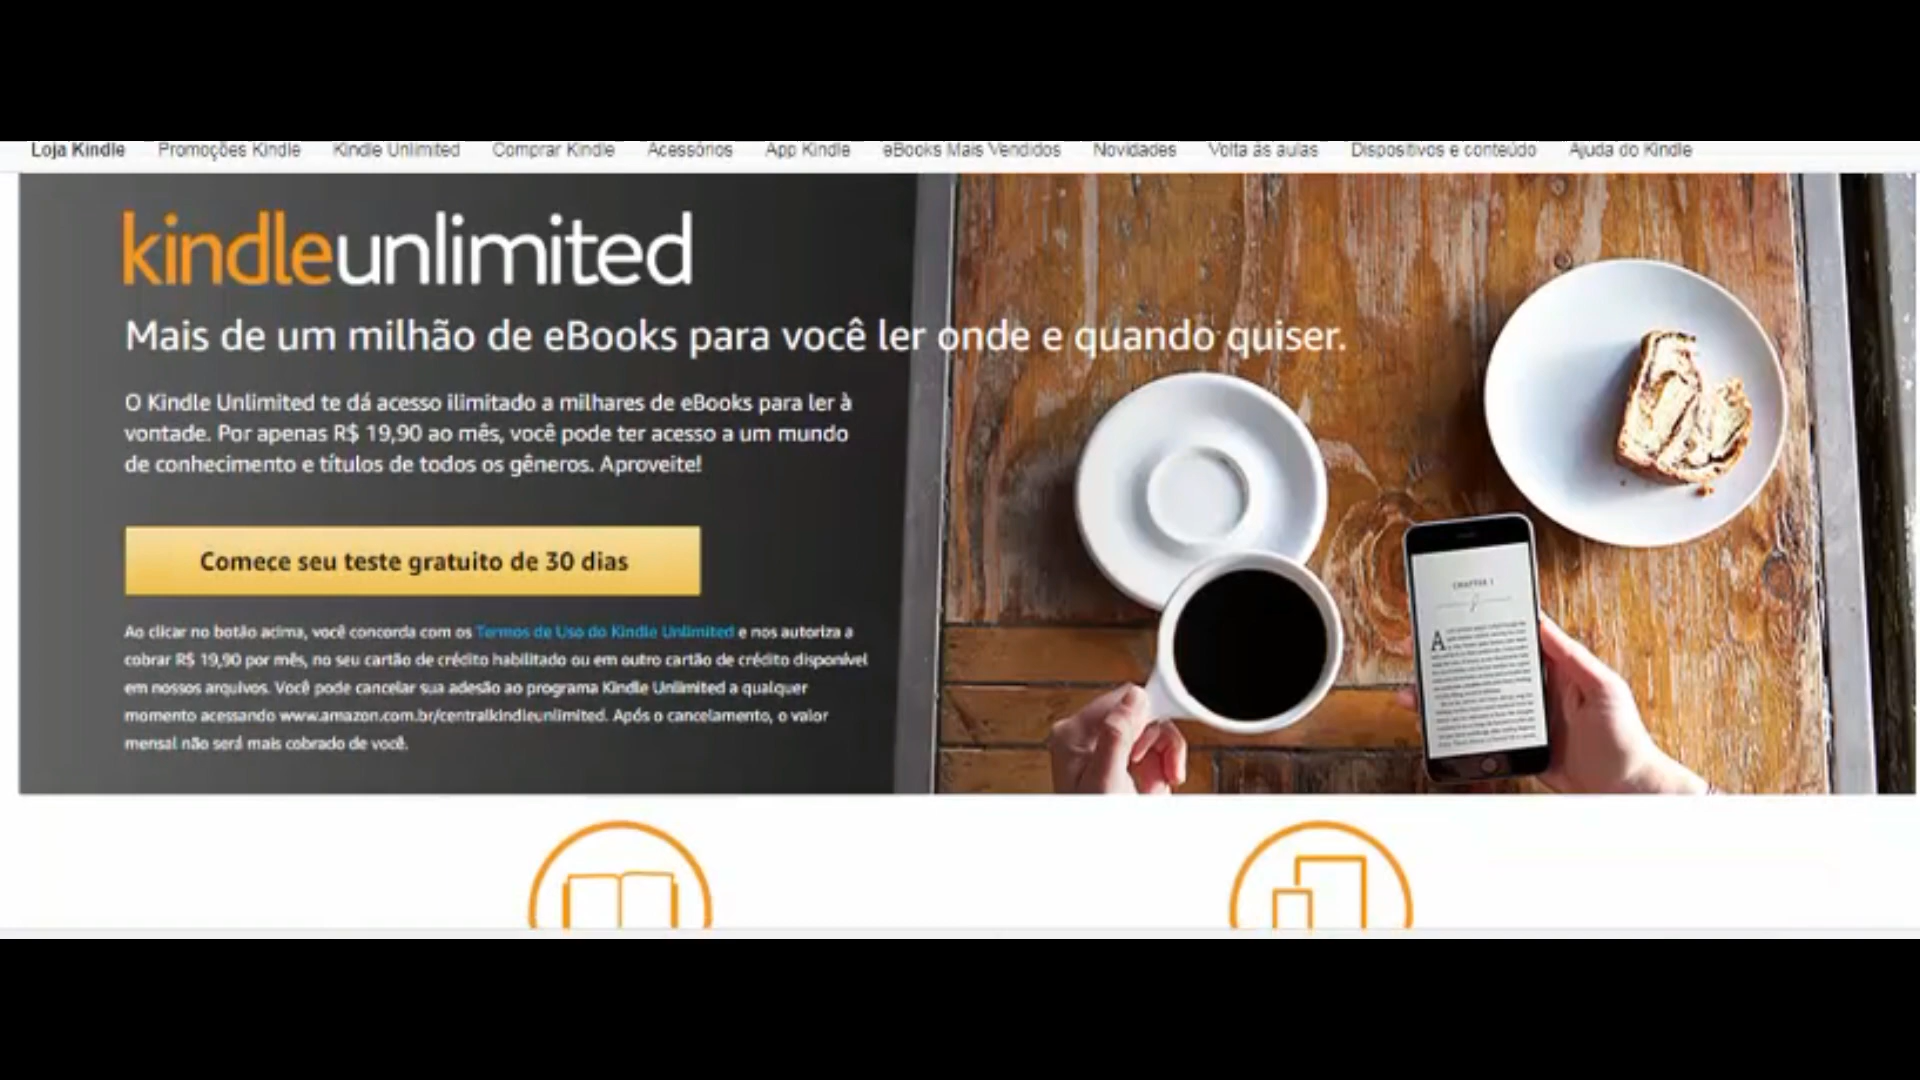 Loja Kindle Promoções Kindle Kindle Unlimited Comprar Kindle Acessórios App Kindle eBooks Mais Vendidos Novidades Volta às aulas Dispositivos e conteúdo Ajuda do Kindle
kindleunlimited
Mais de um milhão de eBooks para você ler onde e quando quiser.
O Kindle Unlimited te dá acesso ilimitado a milhares de eBooks para ler à
vontade. Por apenas R$ 19,90 ao mês, você pode ter acesso a um mundo
de conhecimento e títulos de todos os gêneros. Aproveite!
Comece seu teste gratuito de 30 dias
Ao clicar no botão acima, você concorda com os Termos de Uso do Kindle Unlimited e nos autoriza a
cobrar R$ 19,90 por mês, no seu cartão de crédito habilitado ou em outro cartão de crédito disponível
em nossos arquivos. Você pode cancelar sua adesão ao programa Kindle Unlimited a qualquer
momento acessando www.amazon.com.br/centralkindleunlimited. Após o cancelamento, o valor
mensal não será mais cobrado de você.
CHAPTER 1